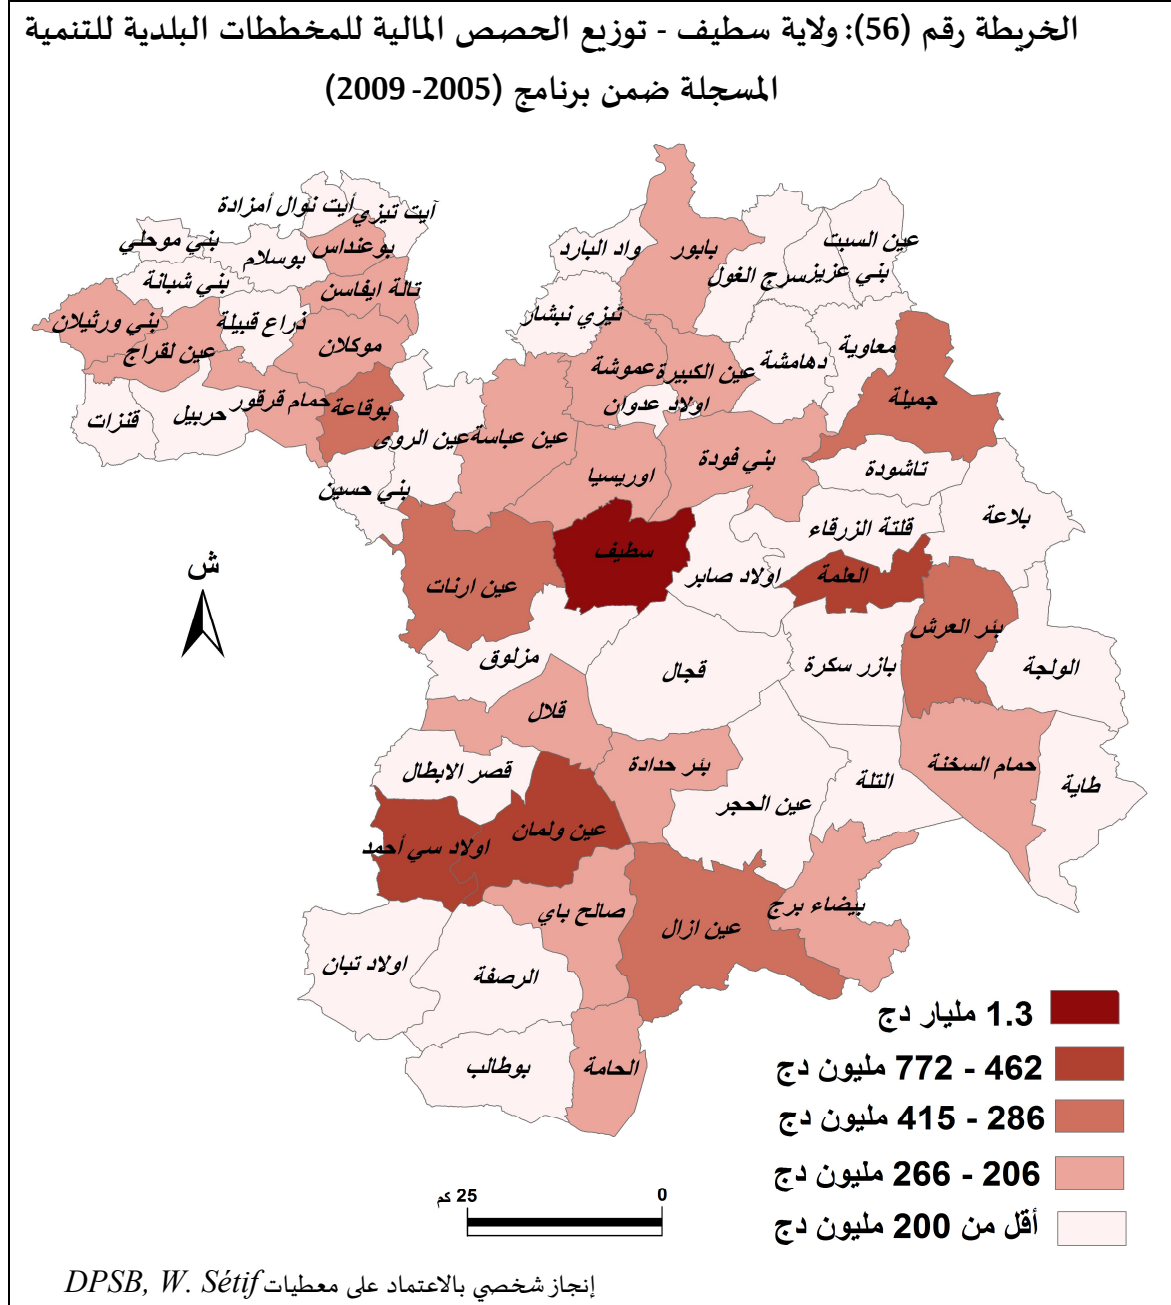 الخريطة رقم (56): ولاية سطيف - توزيع الحصص المالية للمخططات البلدية للتنمية
المسجلة ضمن برنامج (2005- 2009)
آيت تيزي
أيت نوال أمزادة
بني موحلي
بوسلام
بوعنداس
بني شبانة
تالة ايفاسن
بني ورثيلان
عين لقراج
ذراع قبيلة
موكلان
قنزات
حربيل
حمام قرقور
بوقاعة
عين الروى
بني حسين
عين عباسة
واد البارد
بابور
سرج الغول
بني عزيز
عين السبت
تيزي نبشار
عموشة
عين الكبيرة
دهامشة
معاوية
جميلة
اولاد عدوان
اوريسيا
بني فودة
تاشودة
بلاعة
قلتة الزرقاء
سطيف
اولاد صابر
العلمة
عين ارنات
بئر العرش
الولجة
مزلوق
قجال
بازر سكرة
قلال
بئر حدادة
حمام السخنة
طاية
التلة
قصر الابطال
عين الحجر
عين ولمان
اولاد سي أحمد
صالح باي
عين ازال
بيضاء برج
اولاد تبان
الرصفة
بوطالب
الحامة
ش
1.3 مليار دج
462 - 772 مليون دج
286 - 415 مليون دج
206 - 266 مليون دج
أقل من 200 مليون دج
0
25 كم
إنجاز شخصي بالاعتماد على معطيات DPSB, W. Sétif